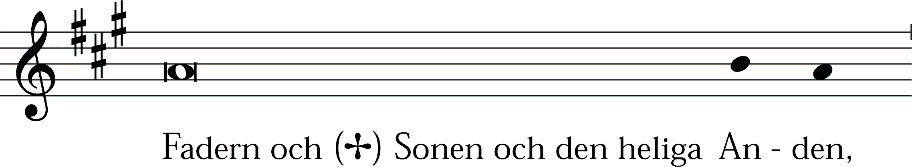 Fadern och (✢) Sonen och den heliga An - den,